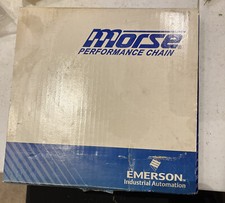 morse
PERFORMANCE CHAIN
EMERSON
Industrial Automation